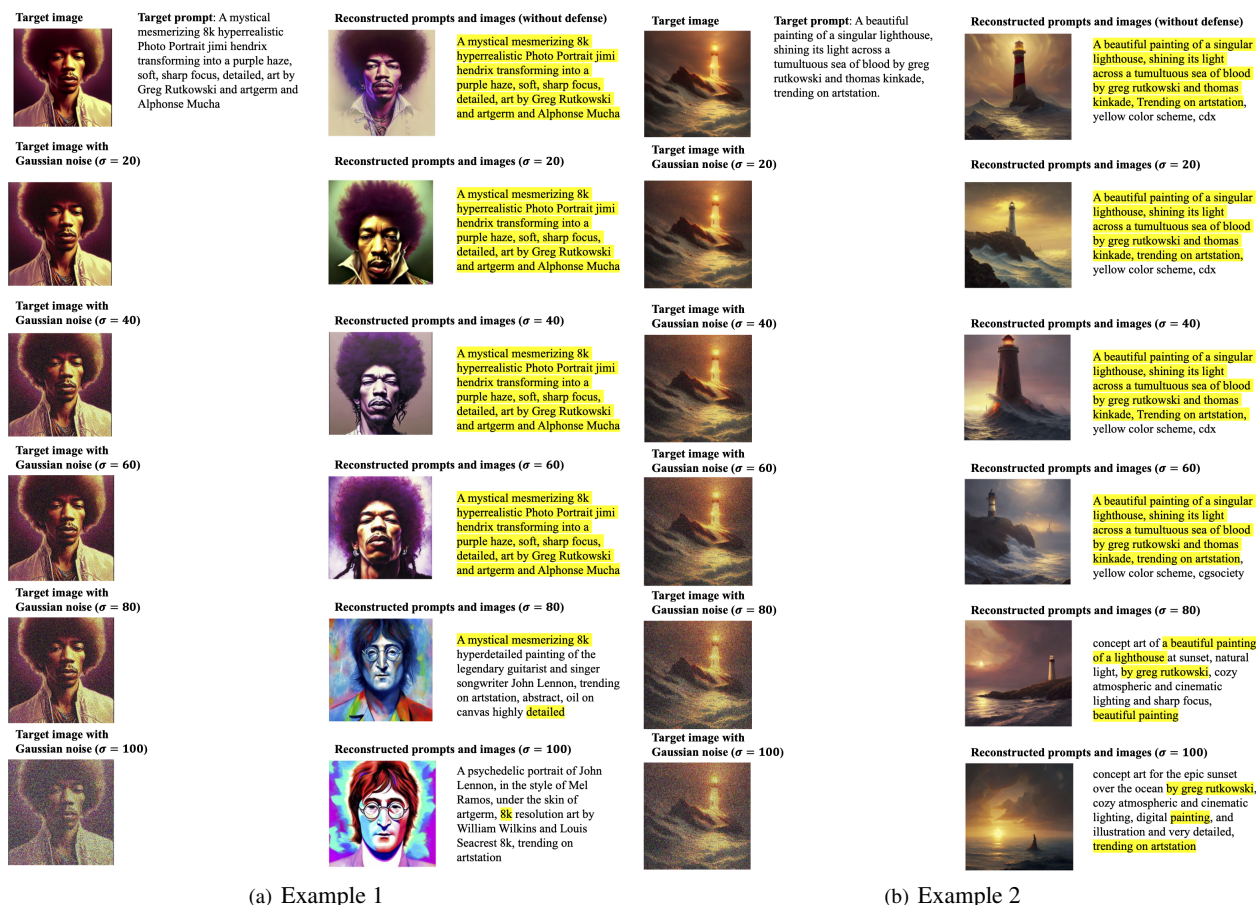 Target image
Target prompt: A mystical
mesmerizing 8k hyperrealistic
Photo Portrait jimi hendrix
transforming into a purple haze,
soft, sharp focus, detailed, art by
Greg Rutkowski and artgerm and
Alphonse Mucha
Reconstructed prompts and images (without defense)
A mystical mesmerizing 8k
hyperrealistic Photo Portrait jimi
hendrix transforming into a
purple haze, soft, sharp focus,
detailed, art by Greg Rutkowski
and artgerm and Alphonse Mucha
Target image with
Gaussian noise (σ = 20)
Reconstructed prompts and images (σ = 20)
A mystical mesmerizing 8k
hyperrealistic Photo Portrait jimi
hendrix transforming into a
purple haze, soft, sharp focus,
detailed, art by Greg Rutkowski
and artgerm and Alphonse Mucha
Target image with
Gaussian noise (σ = 40)
Reconstructed prompts and images (σ = 40)
A mystical mesmerizing 8k
hyperrealistic Photo Portrait jimi
hendrix transforming into a
purple haze, soft, sharp focus,
detailed, art by Greg Rutkowski
and artgerm and Alphonse Mucha
Target image with
Gaussian noise (σ = 60)
Reconstructed prompts and images (σ = 60)
A mystical mesmerizing 8k
hyperrealistic Photo Portrait jimi
hendrix transforming into a
purple haze, soft, sharp focus,
detailed, art by Greg Rutkowski
and artgerm and Alphonse Mucha
Target image with
Gaussian noise (σ = 80)
Reconstructed prompts and images (σ = 80)
A mystical mesmerizing 8k
hyperdetailed painting of the
legendary guitarist and singer
songwriter John Lennon, trending
on artstation, abstract, oil on
canvas highly detailed
Target image with
Gaussian noise (σ = 100)
Reconstructed prompts and images (σ = 100)
A psychedelic portrait of John
Lennon, in the style of Mel
Ramos, under the skin of
artgerm, 8k resolution art by
William Wilkins and Louis
Seacrest 8k, trending on
artstation
(a) Example 1
Target image
Target prompt: A beautiful
painting of a singular lighthouse,
shining its light across a
tumultuous sea of blood by greg
rutkowski and thomas kinkade,
trending on artstation.
Reconstructed prompts and images (without defense)
A beautiful painting of a singular
lighthouse, shining its light
across a tumultuous sea of blood
by greg rutkowski and thomas
kinkade, Trending on artstation,
yellow color scheme, cdx
Target image with
Gaussian noise (σ = 20)
Reconstructed prompts and images (σ = 20)
A beautiful painting of a singular
lighthouse, shining its light
across a tumultuous sea of blood
by greg rutkowski and thomas
kinkade, trending on artstation,
yellow color scheme, cdx
Target image with
Gaussian noise (σ = 40)
Reconstructed prompts and images (σ = 40)
A beautiful painting of a singular
lighthouse, shining its light
across a tumultuous sea of blood
by greg rutkowski and thomas
kinkade, Trending on artstation,
yellow color scheme, cdx
Target image with
Gaussian noise (σ = 60)
Reconstructed prompts and images (σ = 60)
A beautiful painting of a singular
lighthouse, shining its light
across a tumultuous sea of blood
by greg rutkowski and thomas
kinkade, trending on artstation,
yellow color scheme, cgsociety
Target image with
Gaussian noise (σ = 80)
Reconstructed prompts and images (σ = 80)
concept art of a beautiful painting
of a lighthouse at sunset, natural
light, by greg rutkowski, cozy
atmospheric and cinematic
lighting and sharp focus,
beautiful painting
Target image with
Gaussian noise (σ = 100)
Reconstructed prompts and images (σ = 100)
concept art for the epic sunset
over the ocean by greg rutkowski,
cozy atmospheric and cinematic
lighting, digital painting, and
illustration and very detailed,
trending on artstation
(b) Example 2